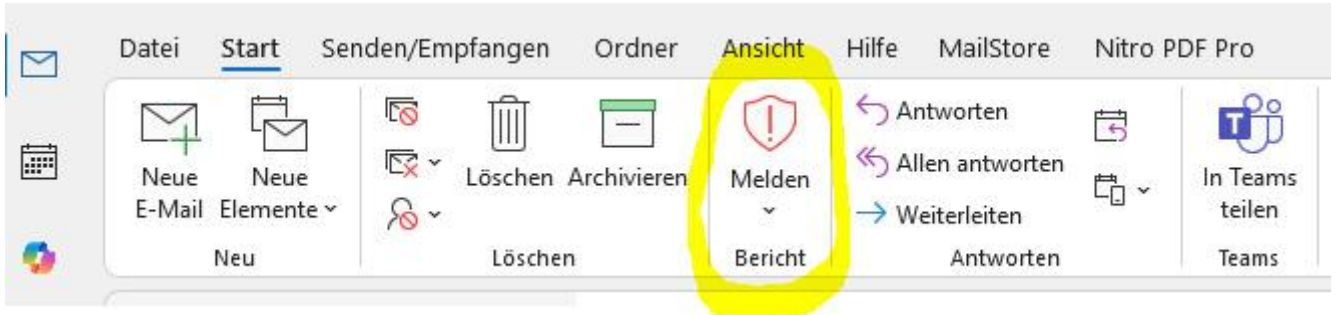 Datei Start Senden/Empfangen Ordner Ansicht Hilfe MailStore Nitro PDF Pro
Neue
E-Mail
Neue
Elemente
Neu
Löschen
Archivieren
Löschen
Melden
Bericht
Antworten
Allen antworten
Weiterleiten
Antworten
T
In Teams
teilen
Teams